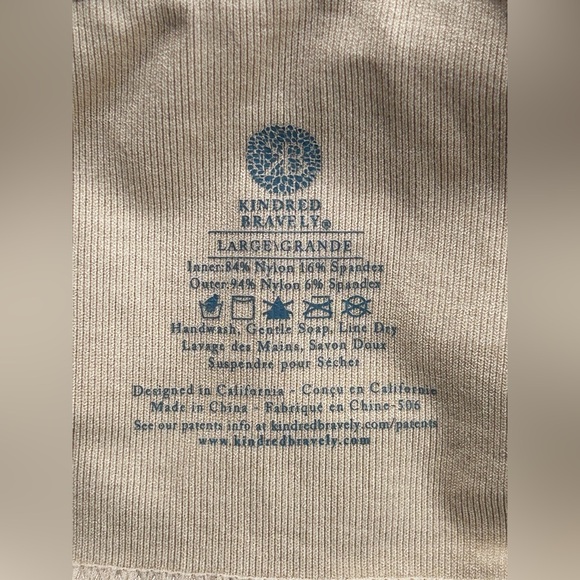 KB
KINDRED
BRAVELY®
LARGE\GRANDE
Inner:84% Nylon 16% Spandex
Outer:94% Nylon 6% Spandex
Handwash, Gentle Soap, Line Dry
Lavage des Mains, Savon Doux
Suspendre pour Sécher
Designed in California - Conçu en Californie
Made in China - Fabriqué en Chine-506
See our patents info at kindredbravely.com/patents
www.kindredbravely.com